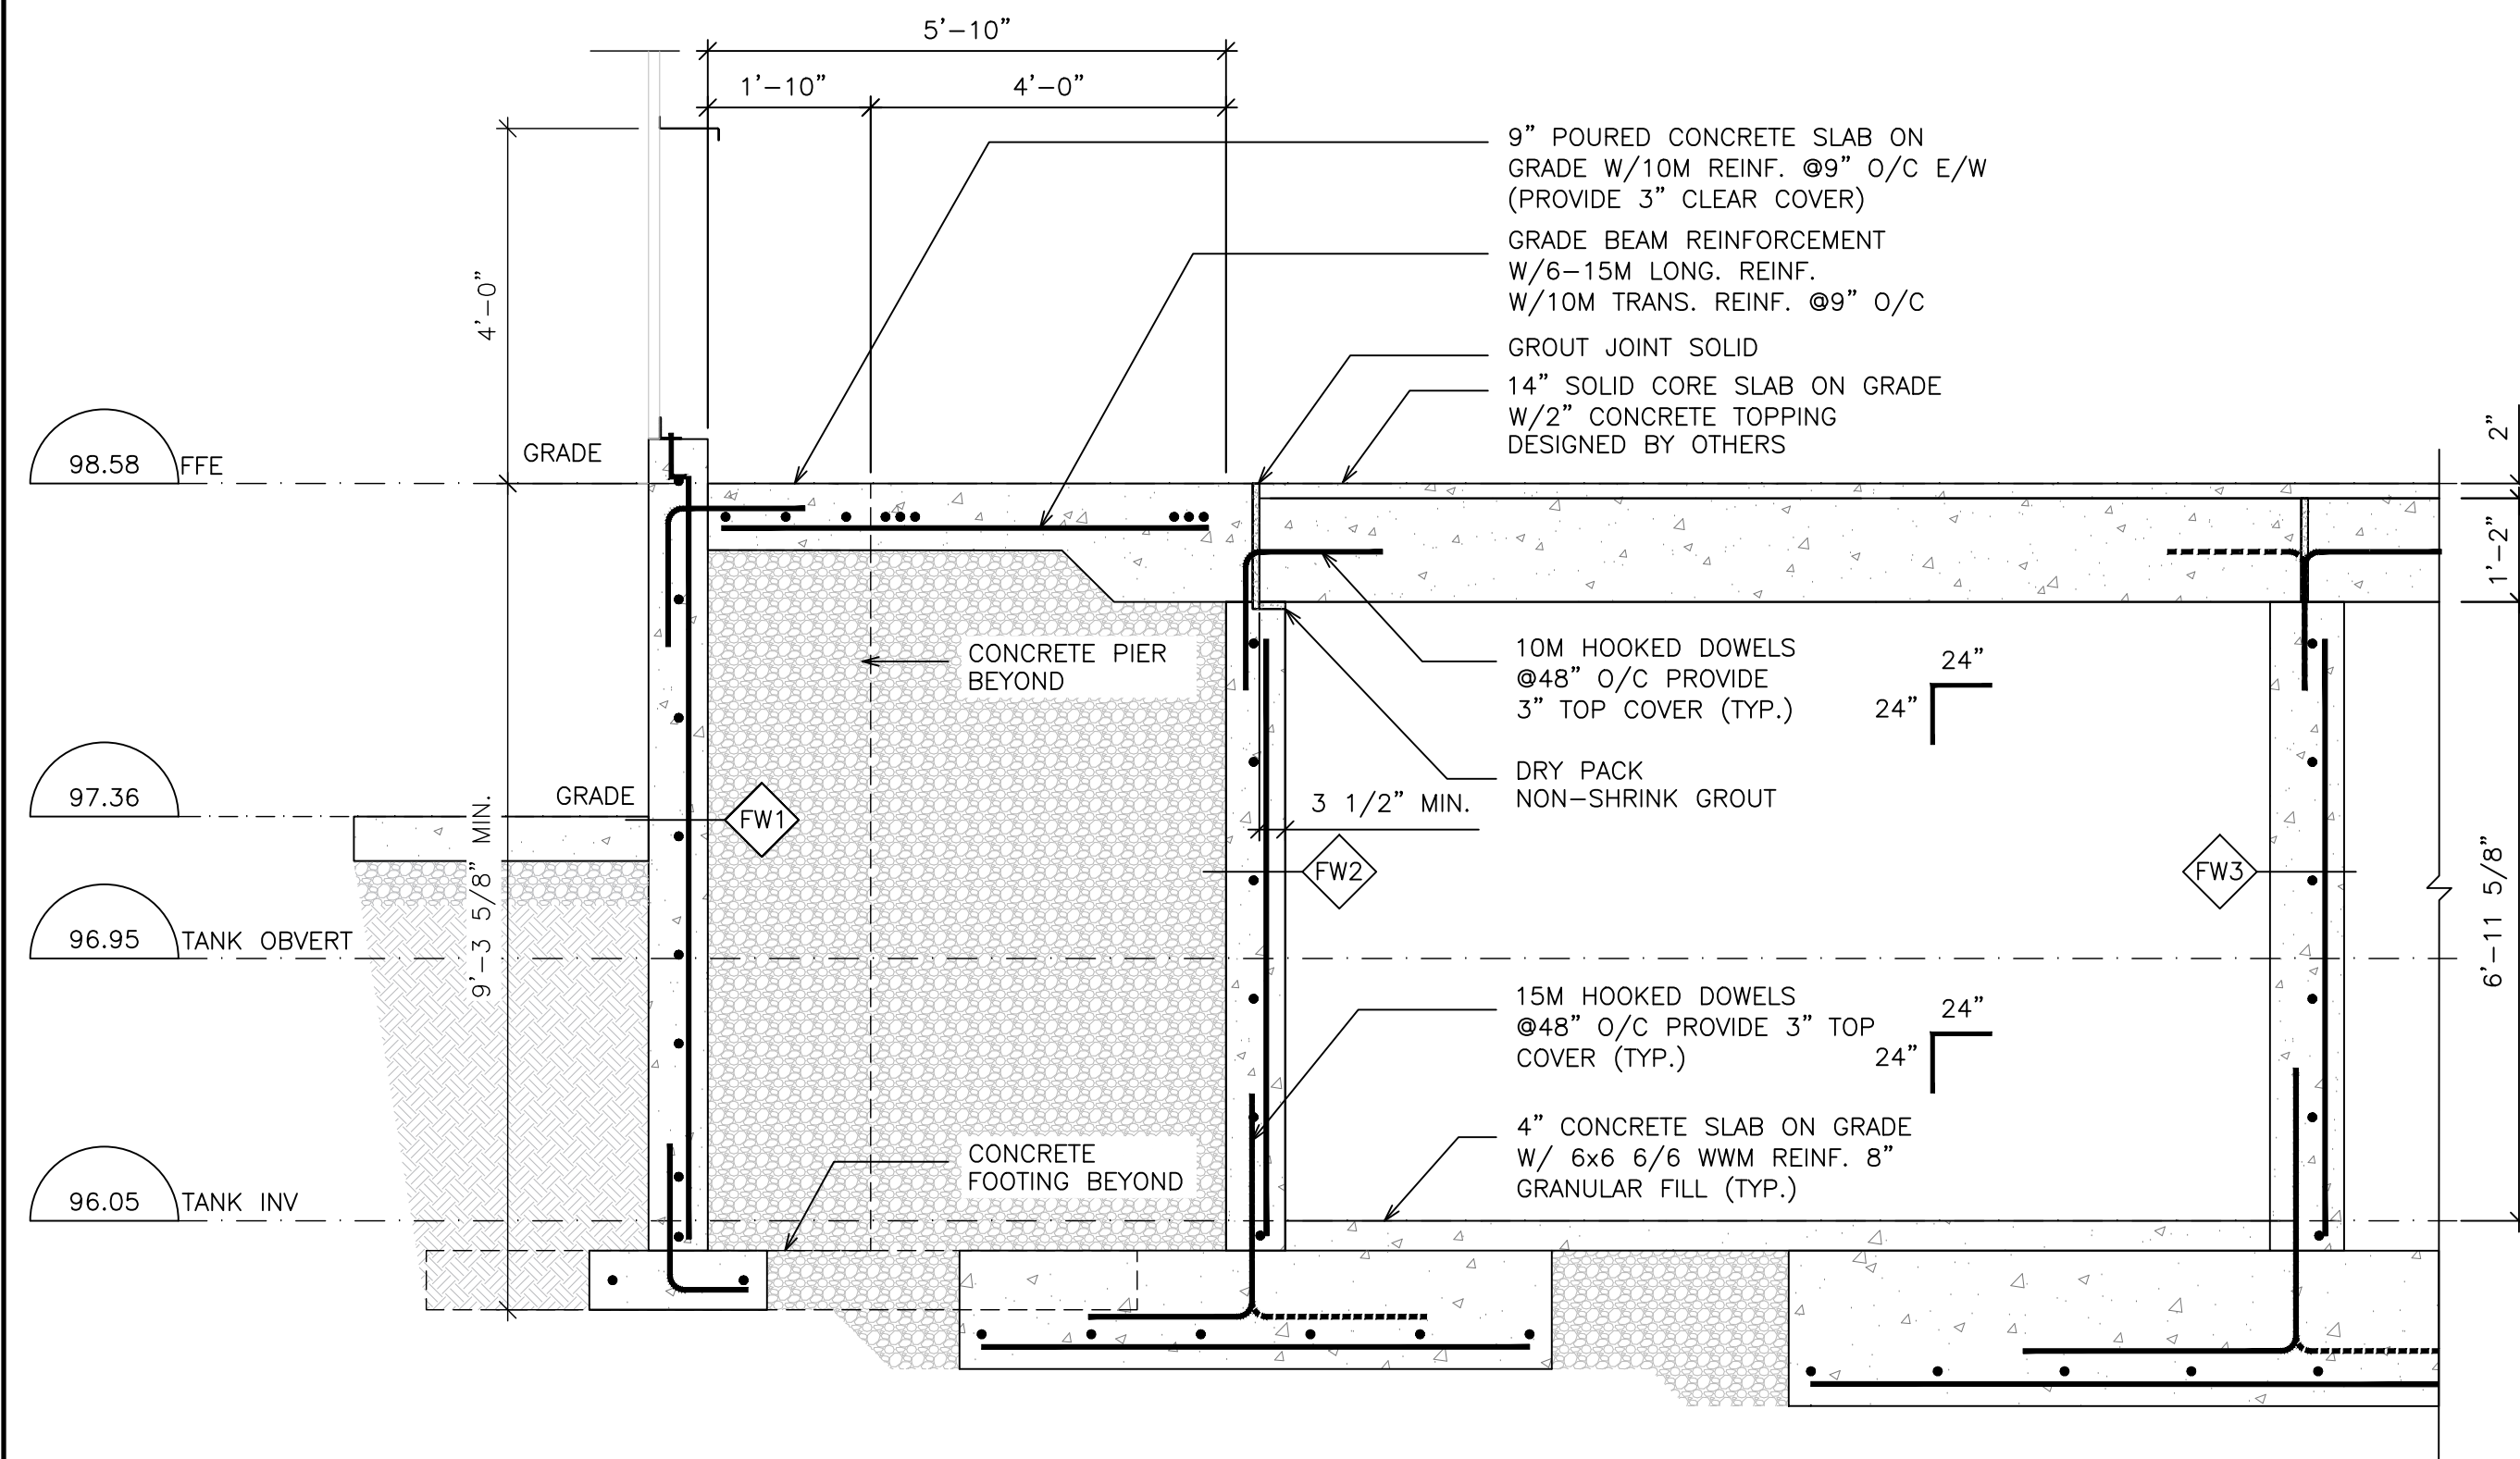 5'-10"
1'-10"
4'-0"
4'-0"
9" POURED CONCRETE SLAB ON
GRADE W/10M REINF. @9" O/C E/W
(PROVIDE 3" CLEAR COVER)
GRADE BEAM REINFORCEMENT
W/6-15M LONG. REINF.
W/10M TRANS. REINF. @9" O/C
GROUT JOINT SOLID
14" SOLID CORE SLAB ON GRADE
W/2" CONCRETE TOPPING
DESIGNED BY OTHERS
2"
98.58 FFE
GRADE
1'-2"
CONCRETE PIER
BEYOND
10M HOOKED DOWELS
@48" O/C PROVIDE
3" TOP COVER (TYP.)
24"
24"
DRY PACK
NON-SHRINK GROUT
3 1/2" MIN.
97.36
GRADE
FW1
FW2
FW3
9'-3 5/8" MIN.
6'-11 5/8"
96.95 TANK OBVERT
15M HOOKED DOWELS
@48" O/C PROVIDE 3" TOP
COVER (TYP.)
24"
24"
CONCRETE
FOOTING BEYOND
4" CONCRETE SLAB ON GRADE
W/ 6x6 6/6 WWM REINF. 8"
GRANULAR FILL (TYP.)
96.05 TANK INV